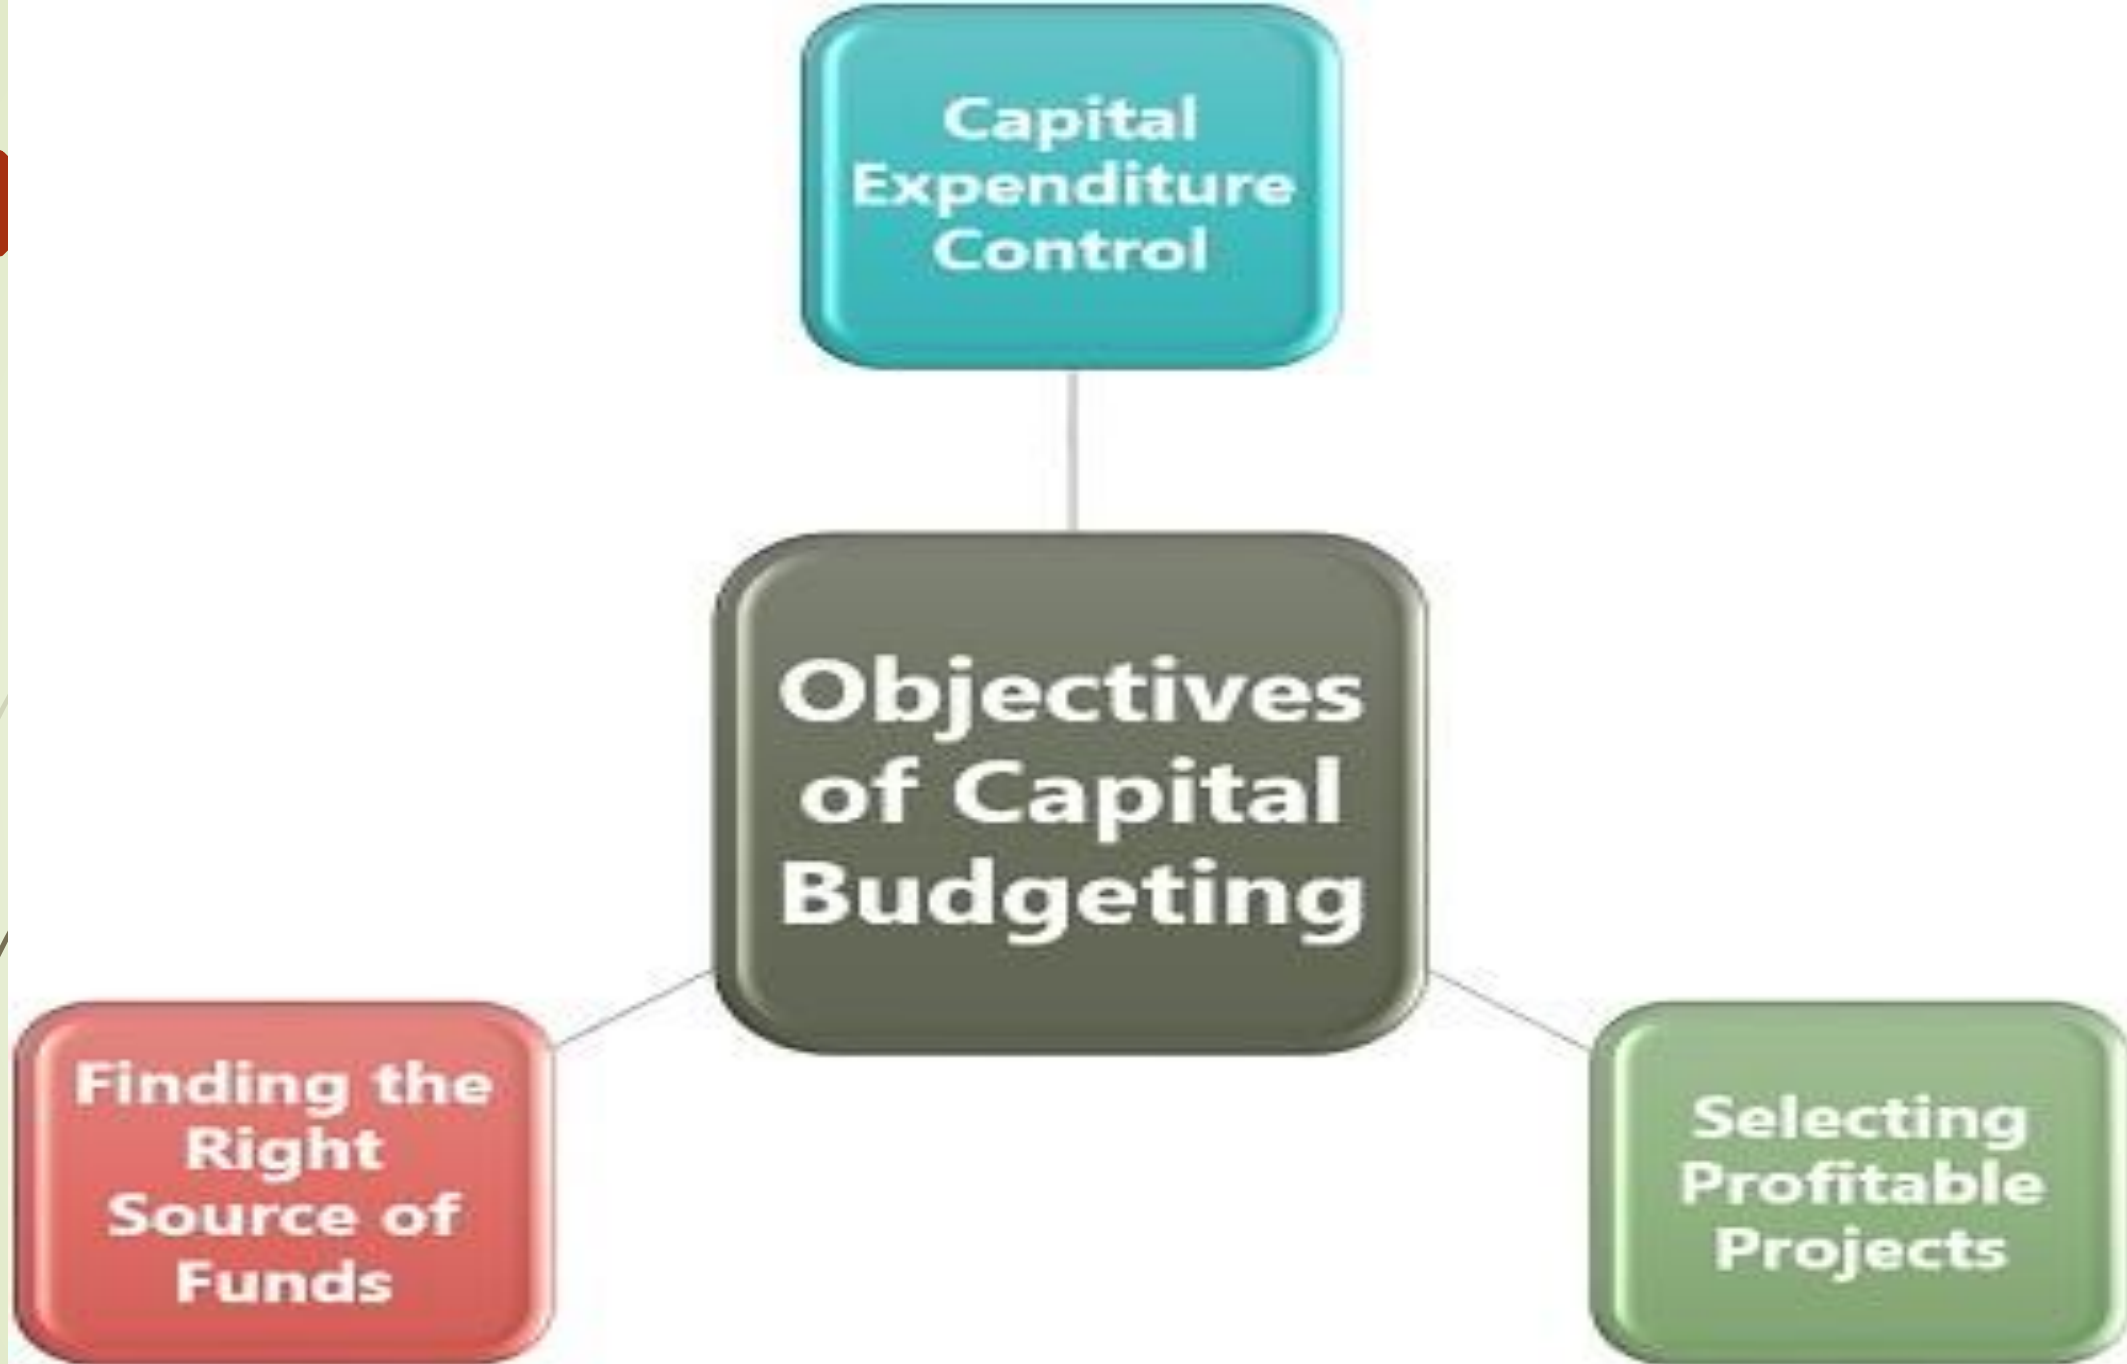 Capital
Expenditure
Control
Objectives
of Capital
Budgeting
Finding the
Right
Source of
Funds
Selecting
Profitable
Projects